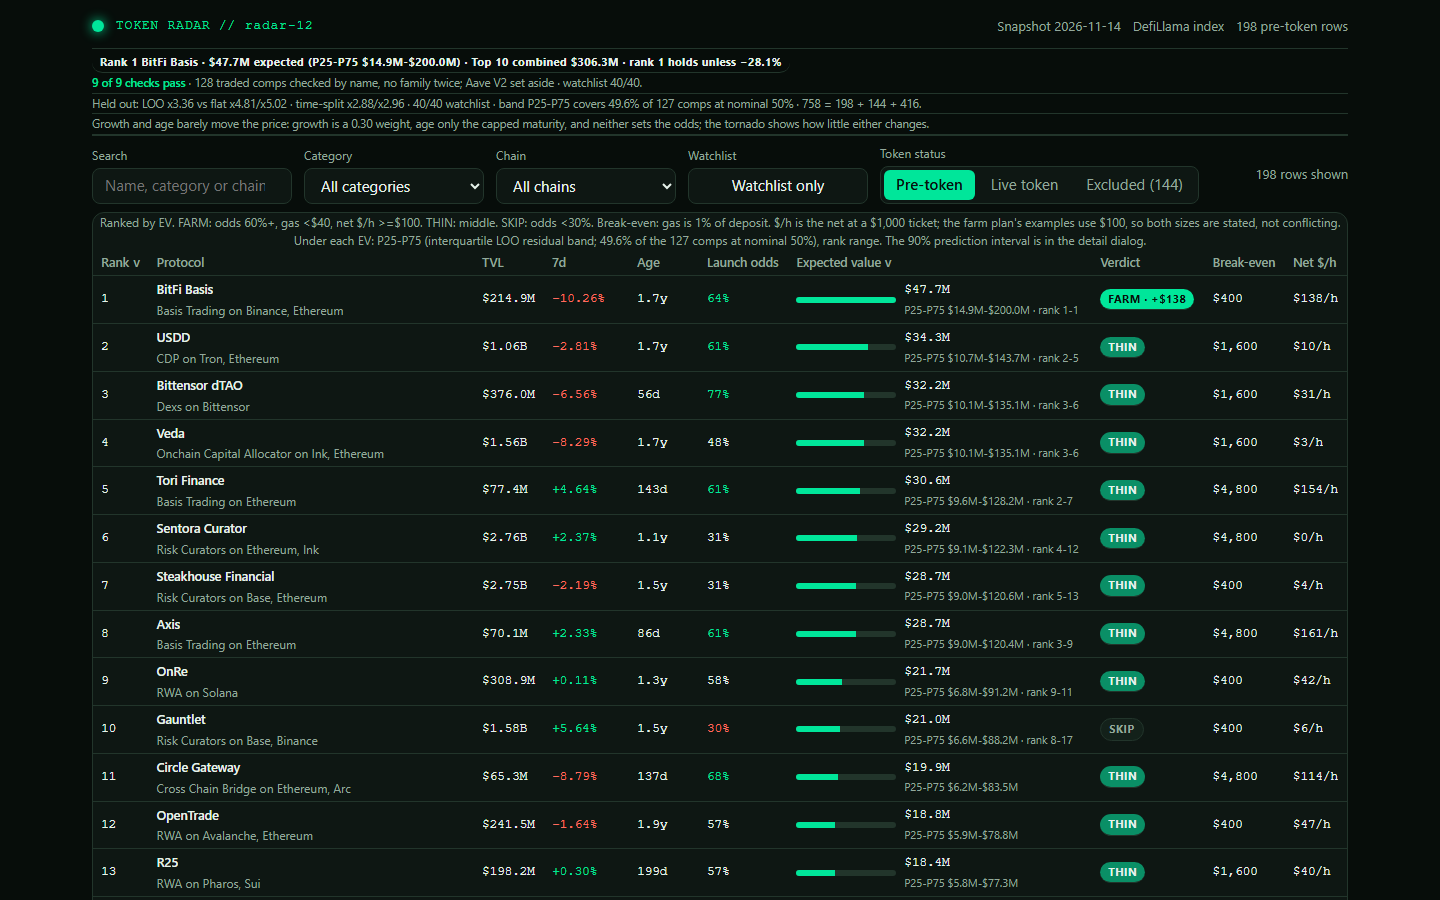 TOKEN RADAR // radar-12
Snapshot 2026-11-14 DefiLlama index 198 pre-token rows
Rank 1 BitFi Basis · $47.7M expected (P25-P75 $14.9M-$200.0M) · Top 10 combined $306.3M · rank 1 holds unless −28.1%
9 of 9 checks pass · 128 traded comps checked by name, no family twice; Aave V2 set aside · watchlist 40/40.
Held out: LOO x3.36 vs flat x4.81/x5.02 · time-split x2.88/x2.96 · 40/40 watchlist · band P25-P75 covers 49.6% of 127 comps at nominal 50% · 758 = 198 + 144 + 416.
Growth and age barely move the price: growth is a 0.30 weight, age only the capped maturity, and neither sets the odds; the tornado shows how little either changes.
Search Category Chain Watchlist Token status
Name, category or chain All categories All chains Watchlist only Pre-token Live token Excluded (144) 198 rows shown
Ranked by EV. FARM: odds 60%+, gas <$40, net $/h >=$100. THIN: middle. SKIP: odds <30%. Break-even: gas is 1% of deposit. $/h is the net at a $1,000 ticket; the farm plan's examples use $100, so both sizes are stated, not conflicting.
Under each EV: P25-P75 (interquartile LOO residual band; 49.6% of the 127 comps at nominal 50%), rank range. The 90% prediction interval is in the detail dialog.
Rank v Protocol TVL 7d Age Launch odds Expected value v Verdict Break-even Net $/h
1 BitFi Basis $214.9M −10.26% 1.7y 64% $47.7M FARM · +$138 $400 $138/h
Basis Trading on Binance, Ethereum P25-P75 $14.9M-$200.0M · rank 1-1
2 USDD $1.06B −2.81% 1.7y 61% $34.3M THIN $1,600 $10/h
CDP on Tron, Ethereum P25-P75 $10.7M-$143.7M · rank 2-5
3 Bittensor dTAO $376.0M −6.56% 56d 77% $32.2M THIN $1,600 $31/h
Dexs on Bittensor P25-P75 $10.1M-$135.1M · rank 3-6
4 Veda $1.56B −8.29% 1.7y 48% $32.2M THIN $1,600 $3/h
Onchain Capital Allocator on Ink, Ethereum P25-P75 $10.1M-$135.1M · rank 3-6
5 Tori Finance $77.4M +4.64% 143d 61% $30.6M THIN $4,800 $154/h
Basis Trading on Ethereum P25-P75 $9.6M-$128.2M · rank 2-7
6 Sentora Curator $2.76B +2.37% 1.1y 31% $29.2M THIN $4,800 $0/h
Risk Curators on Ethereum, Ink P25-P75 $9.1M-$122.3M · rank 4-12
7 Steakhouse Financial $2.75B −2.19% 1.5y 31% $28.7M THIN $400 $4/h
Risk Curators on Base, Ethereum P25-P75 $9.0M-$120.6M · rank 5-13
8 Axis $70.1M +2.33% 86d 61% $28.7M THIN $4,800 $161/h
Basis Trading on Ethereum P25-P75 $9.0M-$120.4M · rank 3-9
9 OnRe $308.9M +0.11% 1.3y 58% $21.7M THIN $400 $42/h
RWA on Solana P25-P75 $6.8M-$91.2M · rank 9-11
10 Gauntlet $1.58B +5.64% 1.5y 30% $21.0M SKIP $400 $6/h
Risk Curators on Base, Binance P25-P75 $6.6M-$88.2M · rank 8-17
11 Circle Gateway $65.3M −8.79% 137d 68% $19.9M THIN $4,800 $114/h
Cross Chain Bridge on Ethereum, Arc P25-P75 $6.2M-$83.5M
12 OpenTrade $241.5M −1.64% 1.9y 57% $18.8M THIN $400 $47/h
RWA on Avalanche, Ethereum P25-P75 $5.9M-$78.8M
13 R25 $198.2M +0.30% 199d 57% $18.4M THIN $1,600 $40/h
RWA on Pharos, Sui P25-P75 $5.8M-$77.3M